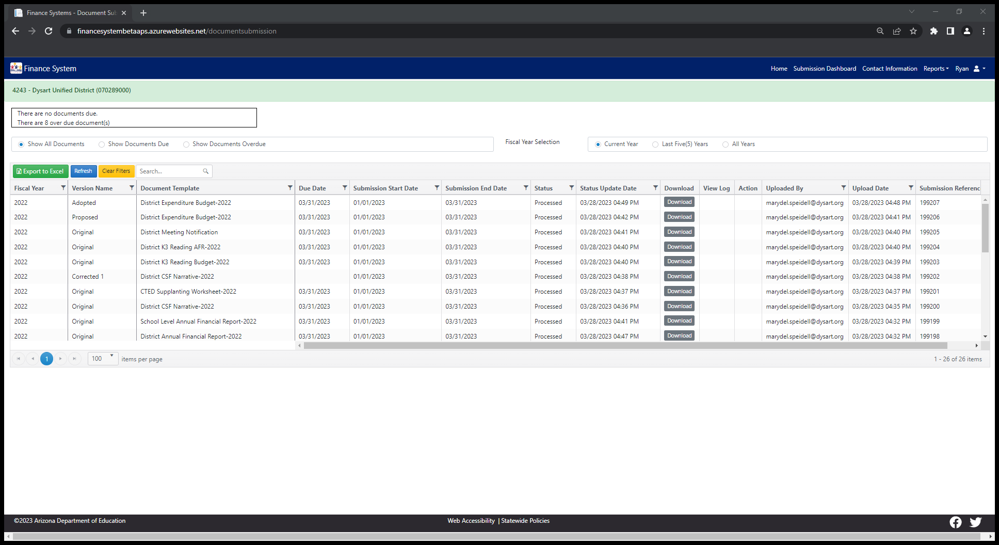 Finance Systems - Document Sub
financesystembetaaps.azurewebsites.net/documentsubmission
Finance System
Home Submission Dashboard Contact Information Reports Ryan
4243 - Dysart Unified District (070289000)
There are no documents due.
There are 8 over due document(s)
Show All Documents Show Documents Due Show Documents Overdue Fiscal Year Selection Current Year Last Five(5) Years All Years
Export to Excel Refresh Clear Filters Search...
Fiscal Year Version Name Document Template Due Date Submission Start Date Submission End Date Status Status Update Date Download View Log Action Uploaded By Upload Date Submission Referenc
2022 Adopted District Expenditure Budget-2022 03/31/2023 01/01/2023 03/31/2023 Processed 03/28/2023 04:49 PM Download marydel.speidell@dysart.org 03/28/2023 04:48 PM 199207
2022 Proposed District Expenditure Budget-2022 03/31/2023 01/01/2023 03/31/2023 Processed 03/28/2023 04:42 PM Download marydel.speidell@dysart.org 03/28/2023 04:41 PM 199206
2022 Original District Meeting Notification 03/31/2023 01/01/2023 03/31/2023 Processed 03/28/2023 04:41 PM Download marydel.speidell@dysart.org 03/28/2023 04:40 PM 199205
2022 Original District K3 Reading AFR-2022 03/31/2023 01/01/2023 03/31/2023 Processed 03/28/2023 04:40 PM Download marydel.speidell@dysart.org 03/28/2023 04:40 PM 199204
2022 Original District K3 Reading Budget-2022 03/31/2023 01/01/2023 03/31/2023 Processed 03/28/2023 04:40 PM Download marydel.speidell@dysart.org 03/28/2023 04:39 PM 199203
2022 Corrected 1 District CSF Narrative-2022 01/01/2023 03/31/2023 Processed 03/28/2023 04:38 PM Download marydel.speidell@dysart.org 03/28/2023 04:38 PM 199202
2022 Original CTED Supplanting Worksheet-2022 03/31/2023 01/01/2023 03/31/2023 Processed 03/28/2023 04:37 PM Download marydel.speidell@dysart.org 03/28/2023 04:37 PM 199201
2022 Original District CSF Narrative-2022 03/31/2023 01/01/2023 03/31/2023 Processed 03/28/2023 04:36 PM Download marydel.speidell@dysart.org 03/28/2023 04:35 PM 199200
2022 Original School Level Annual Financial Report-2022 03/31/2023 01/01/2023 03/31/2023 Processed 03/28/2023 04:41 PM Download marydel.speidell@dysart.org 03/28/2023 04:32 PM 199199
2022 Original District Annual Financial Report-2022 03/31/2023 01/01/2023 03/31/2023 Processed 03/28/2023 04:47 PM Download marydel.speidell@dysart.org 03/28/2023 04:32 PM 199198
1 100 items per page 1 - 26 of 26 items
©2023 Arizona Department of Education Web Accessibility | Statewide Policies